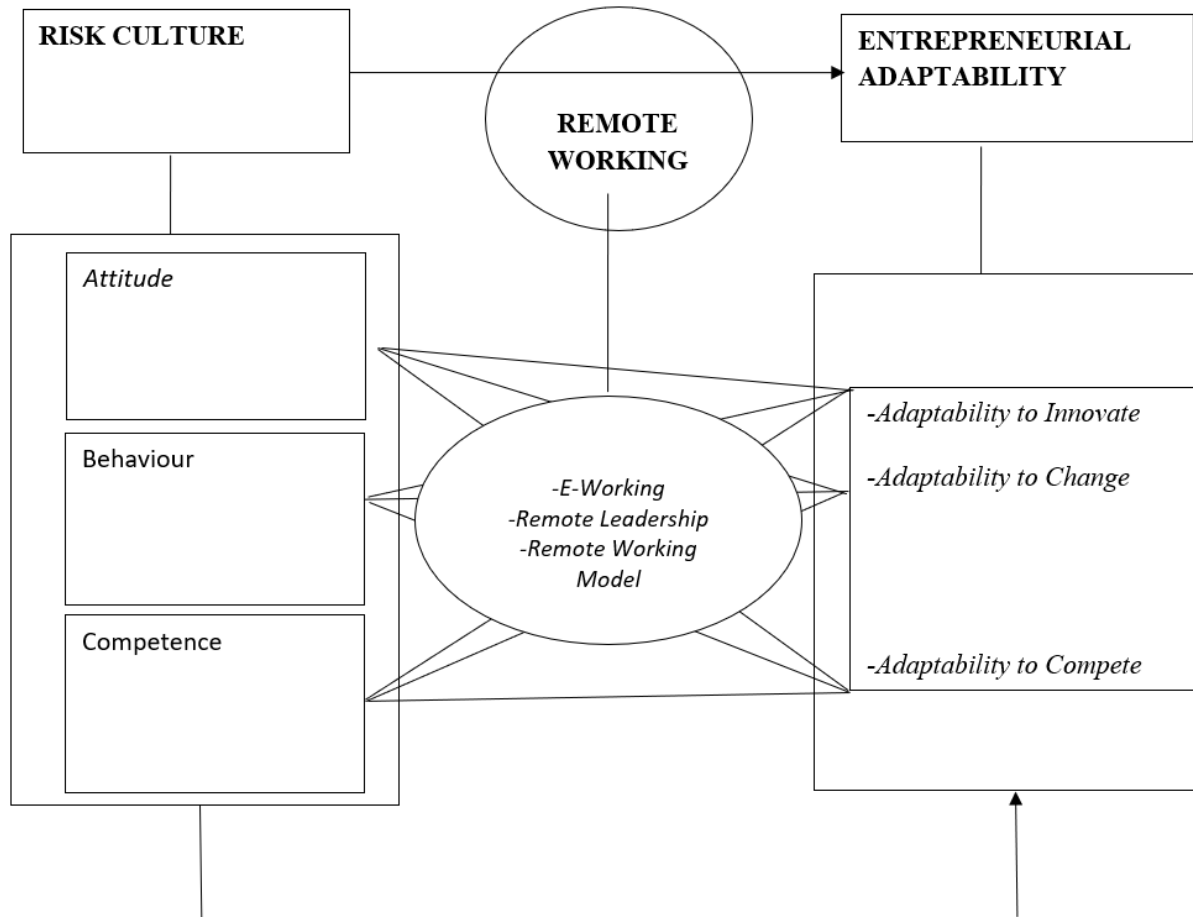 RISK CULTURE
REMOTE
WORKING
ENTREPRENEURIAL
ADAPTABILITY
Attitude
Behaviour
Competence
-E-Working
-Remote Leadership
-Remote Working
Model
-Adaptability to Innovate
-Adaptability to Change
-Adaptability to Compete